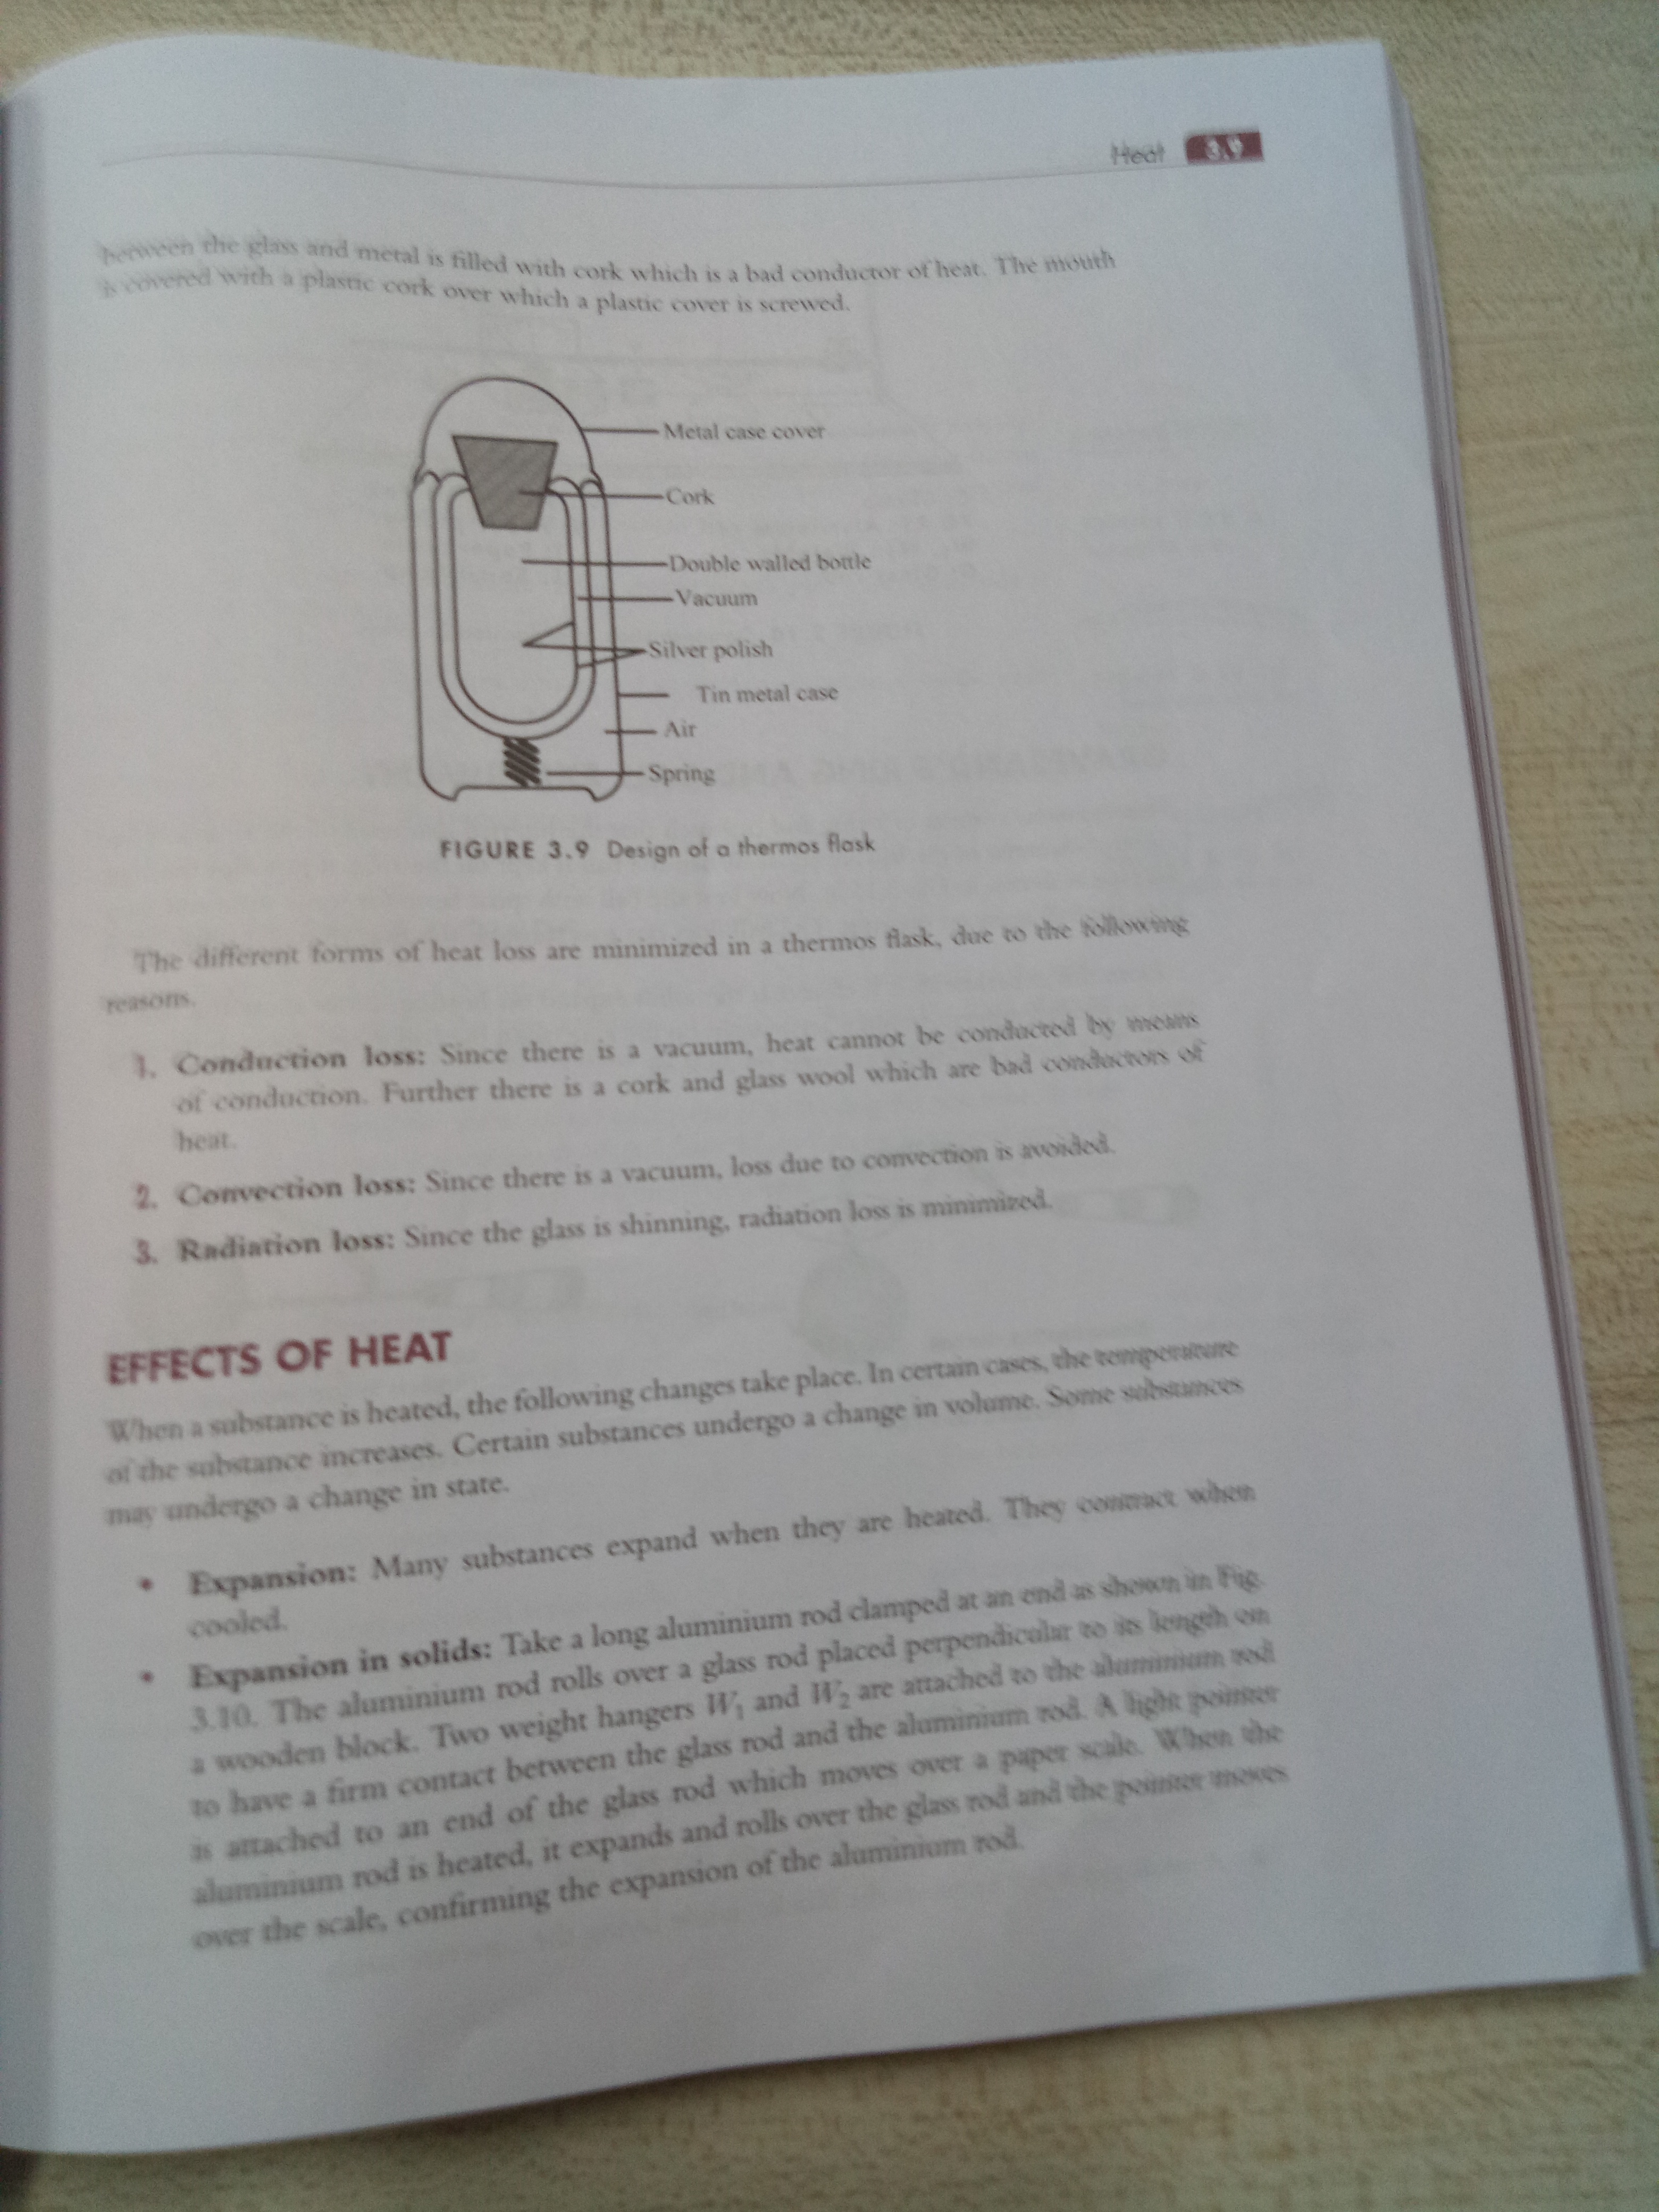 Heat 3.9
between the glass and metal is filled with cork which is a bad conductor of heat. The mouth
is covered with a plastic cork over which a plastic cover is screwed.
Metal case cover
Cork
Double walled bottle
Vacuum
Silver polish
Tin metal case
Air
Spring
FIGURE 3.9 Design of a thermos flask
The different forms of heat loss are minimized in a thermos flask, due to the following
reasons.
1. Conduction loss: Since there is a vacuum, heat cannot be conducted by means
of conduction. Further there is a cork and glass wool which are bad conductors of
heat.
2. Convection loss: Since there is a vacuum, loss due to convection is avoided.
3. Radiation loss: Since the glass is shinning, radiation loss is minimized.
EFFECTS OF HEAT
When a substance is heated, the following changes take place. In certain cases, the temperature
of the substance increases. Certain substances undergo a change in volume. Some substances
may undergo a change in state.
• Expansion: Many substances expand when they are heated. They contract when
cooled.
• Expansion in solids: Take a long aluminium rod clamped at an end as shown in Fig.
3.10. The aluminium rod rolls over a glass rod placed perpendicular to its length on
a wooden block. Two weight hangers W₁ and W₂ are attached to the aluminium rod
to have a firm contact between the glass rod and the aluminium rod. A light pointer
is attached to an end of the glass rod which moves over a paper scale. When the
aluminium rod is heated, it expands and rolls over the glass rod and the pointer moves
over the scale, confirming the expansion of the aluminium rod.